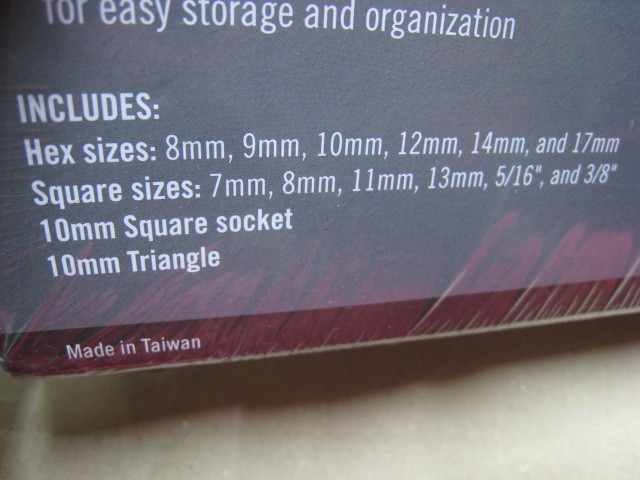 for easy storage and organization
INCLUDES:
Hex sizes: 8mm, 9mm, 10mm, 12mm, 14mm, and 17mm
Square sizes: 7mm, 8mm, 11mm, 13mm, 5/16", and 3/8"
10mm Square socket
10mm Triangle
Made in Taiwan